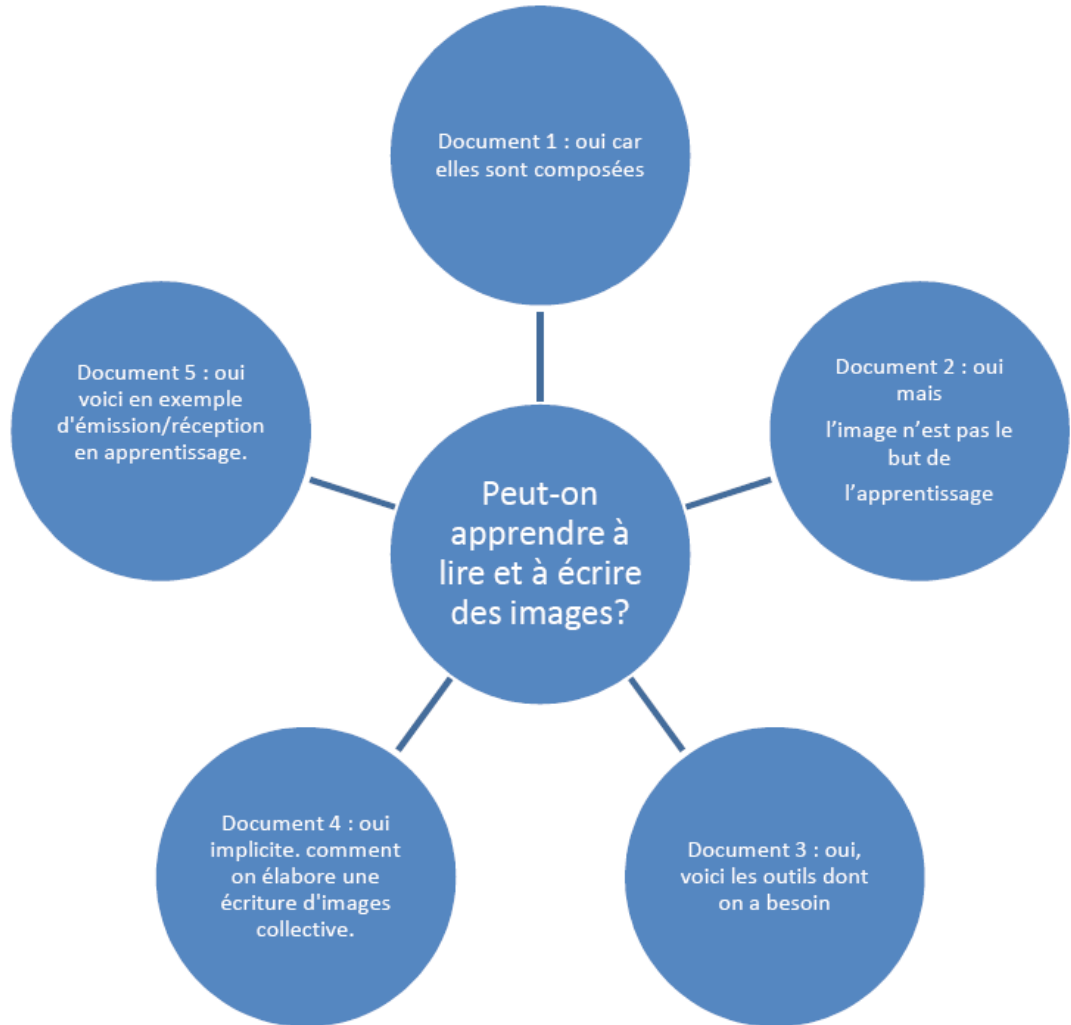 Document 1 : oui car
elles sont composées
Document 2 : oui
mais
l’image n’est pas le
but de
l’apprentissage
Document 3 : oui,
voici les outils dont
on a besoin
Document 4 : oui
implicite. comment
on élabore une
écriture d'images
collective.
Document 5 : oui
voici en exemple
d'émission/réception
en apprentissage.
Peut-on
apprendre à
lire et à écrire
des images?